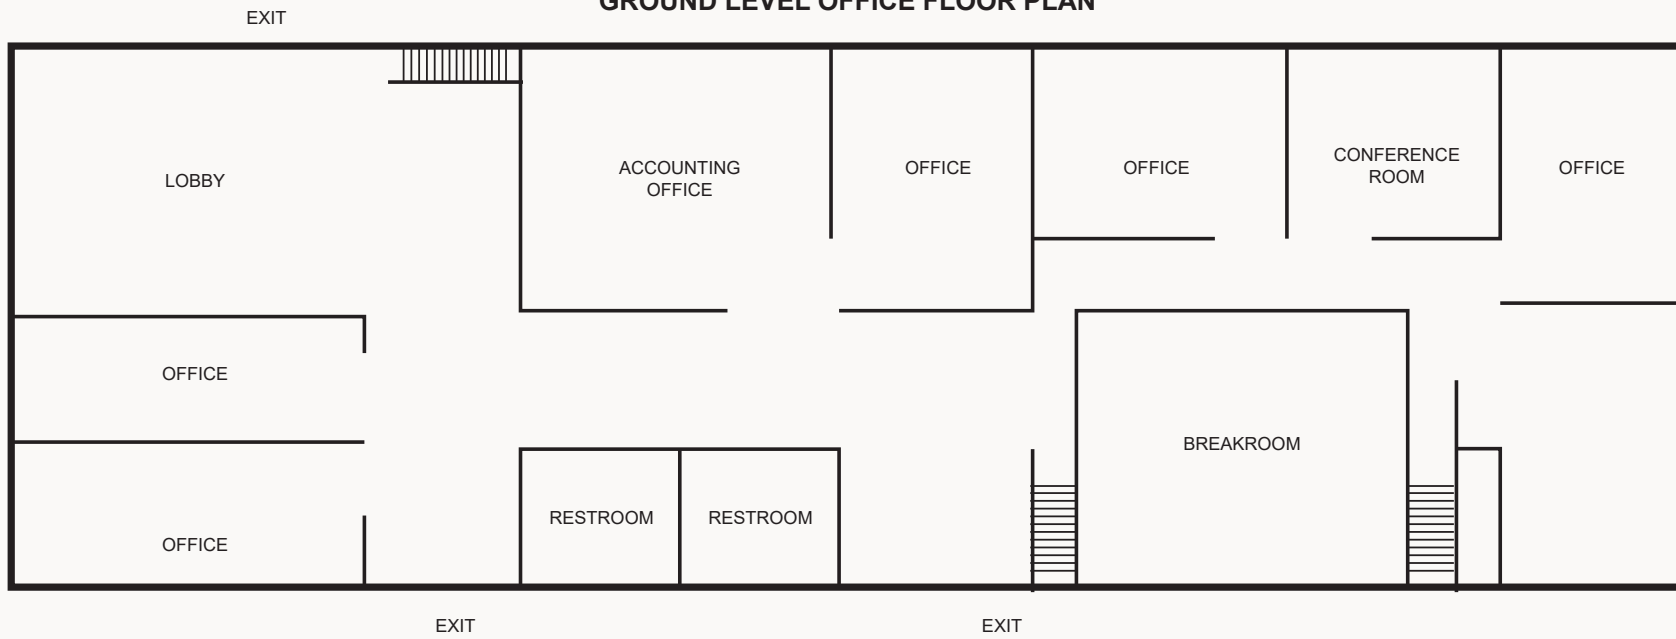 GROUND LEVEL OFFICE FLOOR PLAN
EXIT
LOBBY
ACCOUNTING
OFFICE
OFFICE
OFFICE
CONFERENCE
ROOM
OFFICE
OFFICE
BREAKROOM
RESTROOM
RESTROOM
OFFICE
EXIT
EXIT